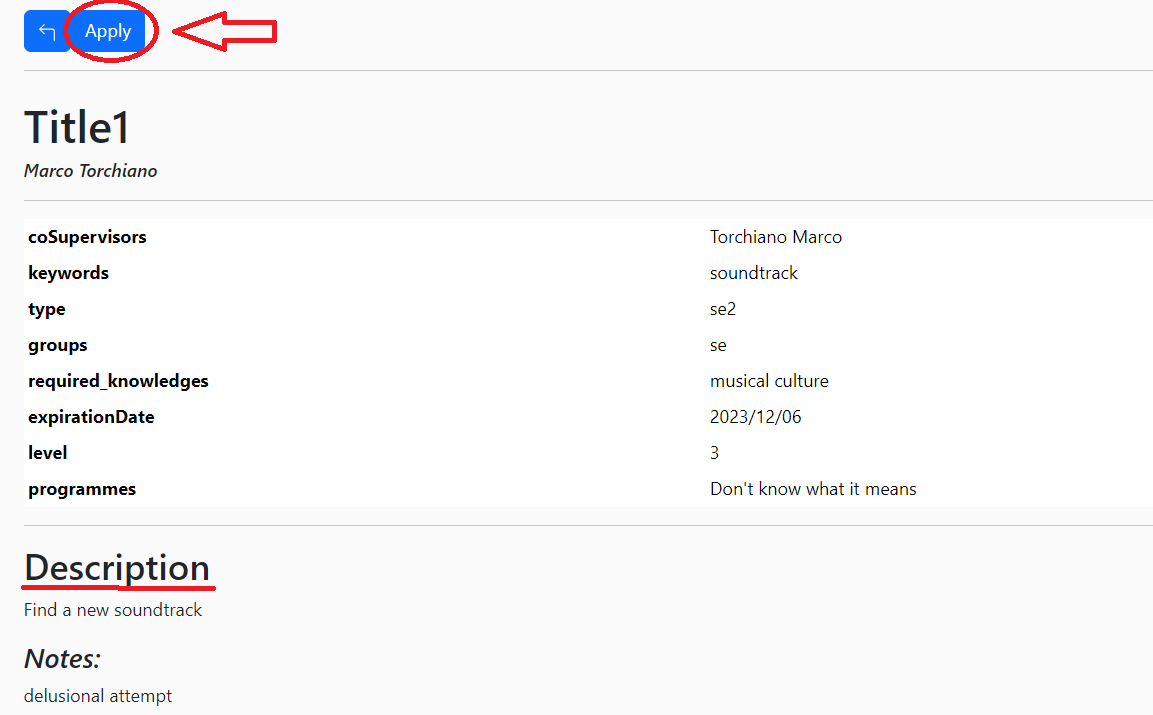 Apply
Title1
Marco Torchiano
coSupervisors Torchiano Marco
keywords soundtrack
type se2
groups se
required_knowledges musical culture
expirationDate 2023/12/06
level 3
programmes Don't know what it means
Description
Find a new soundtrack
Notes:
delusional attempt